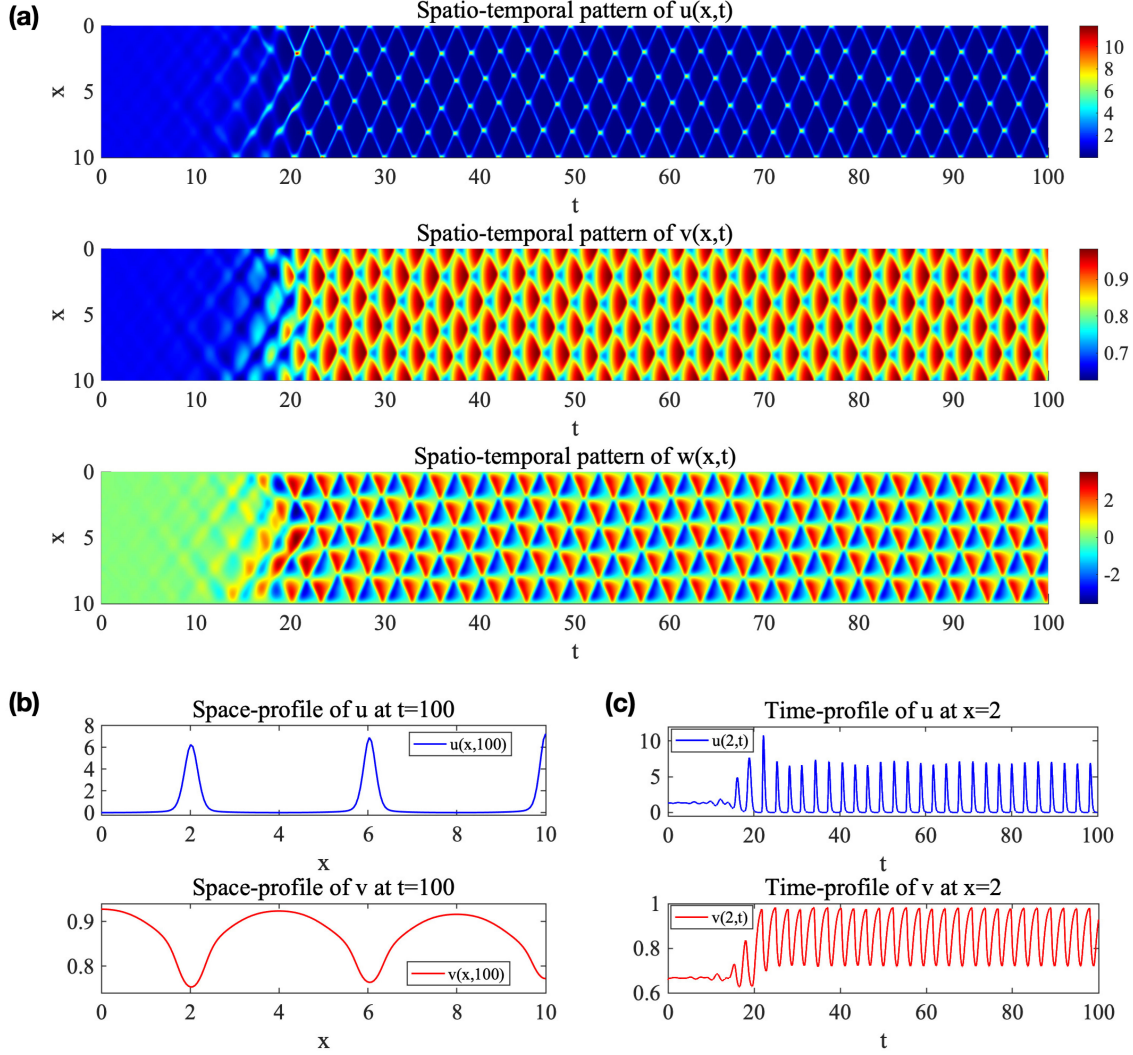 (a)
Spatio-temporal pattern of u(x,t)
0
5
10
x
0 10 20 30 40 50 60 70 80 90 100
t
10
8
6
4
2
Spatio-temporal pattern of v(x,t)
0
5
10
x
0 10 20 30 40 50 60 70 80 90 100
t
0.9
0.8
0.7
Spatio-temporal pattern of w(x,t)
0
5
10
x
0 10 20 30 40 50 60 70 80 90 100
t
2
0
-2
(b)
Space-profile of u at t=100
8
6
4
2
0
u(x,100)
0 2 4 6 8 10
x
Space-profile of v at t=100
0.9
0.8
v(x,100)
0 2 4 6 8 10
x
(c)
Time-profile of u at x=2
10
5
0
u(2,t)
0 20 40 60 80 100
t
Time-profile of v at x=2
1
0.8
0.6
v(2,t)
0 20 40 60 80 100
t